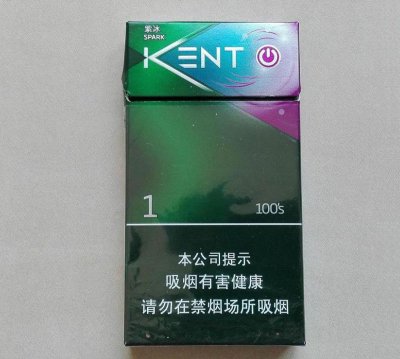 紫冰
SPARK
KENT
1
100's
本公司提示
吸烟有害健康
请勿在禁烟场所吸烟